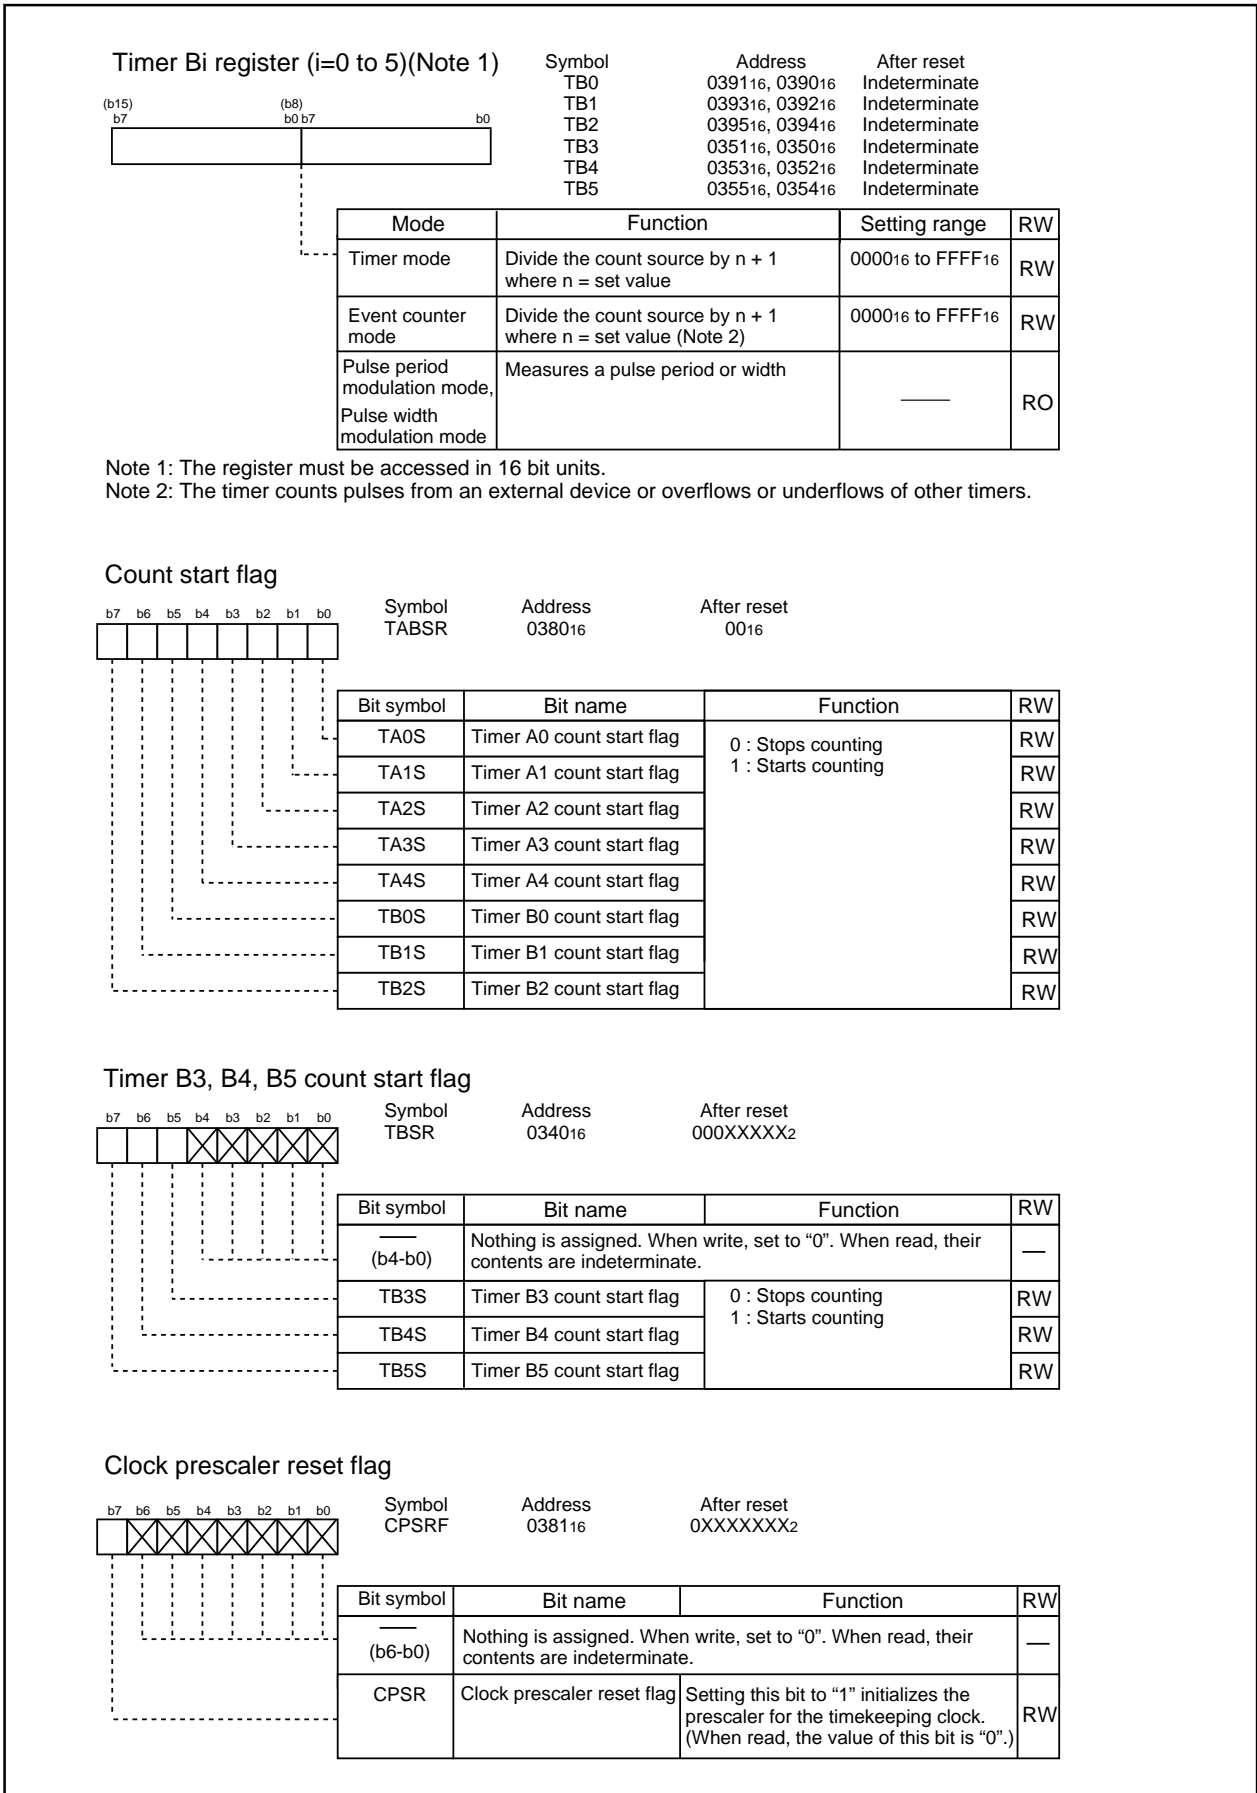 Timer Bi register (i=0 to 5)(Note 1)
Symbol Address After reset
TB0 039116, 039016 Indeterminate
TB1 039316, 039216 Indeterminate
TB2 039516, 039416 Indeterminate
TB3 035116, 035016 Indeterminate
TB4 035316, 035216 Indeterminate
TB5 035516, 035416 Indeterminate
(b15) (b8)
b7 b0 b7 b0
Mode Function Setting range RW
Timer mode Divide the count source by n + 1 000016 to FFFF16 RW
where n = set value
Event counter Divide the count source by n + 1 000016 to FFFF16 RW
mode where n = set value (Note 2)
Pulse period Measures a pulse period or width
modulation mode,
—— RO
Pulse width
modulation mode
Note 1: The register must be accessed in 16 bit units.
Note 2: The timer counts pulses from an external device or overflows or underflows of other timers.
Count start flag
b7 b6 b5 b4 b3 b2 b1 b0
Symbol Address After reset
TABSR 038016 0016
Bit symbol Bit name Function RW
TA0S Timer A0 count start flag 0 : Stops counting RW
TA1S Timer A1 count start flag 1 : Starts counting RW
TA2S Timer A2 count start flag RW
TA3S Timer A3 count start flag RW
TA4S Timer A4 count start flag RW
TB0S Timer B0 count start flag RW
TB1S Timer B1 count start flag RW
TB2S Timer B2 count start flag RW
Timer B3, B4, B5 count start flag
b7 b6 b5 b4 b3 b2 b1 b0
Symbol Address After reset
TBSR 034016 000XXXXX2
Bit symbol Bit name Function RW
—— Nothing is assigned. When write, set to “0”. When read, their —
(b4-b0) contents are indeterminate.
TB3S Timer B3 count start flag 0 : Stops counting RW
1 : Starts counting
TB4S Timer B4 count start flag RW
TB5S Timer B5 count start flag RW
Clock prescaler reset flag
b7 b6 b5 b4 b3 b2 b1 b0
Symbol Address After reset
CPSRF 038116 0XXXXXXX2
Bit symbol Bit name Function RW
—— Nothing is assigned. When write, set to “0”. When read, their —
(b6-b0) contents are indeterminate.
CPSR Clock prescaler reset flag Setting this bit to “1” initializes the
prescaler for the timekeeping clock. RW
(When read, the value of this bit is “0”.)